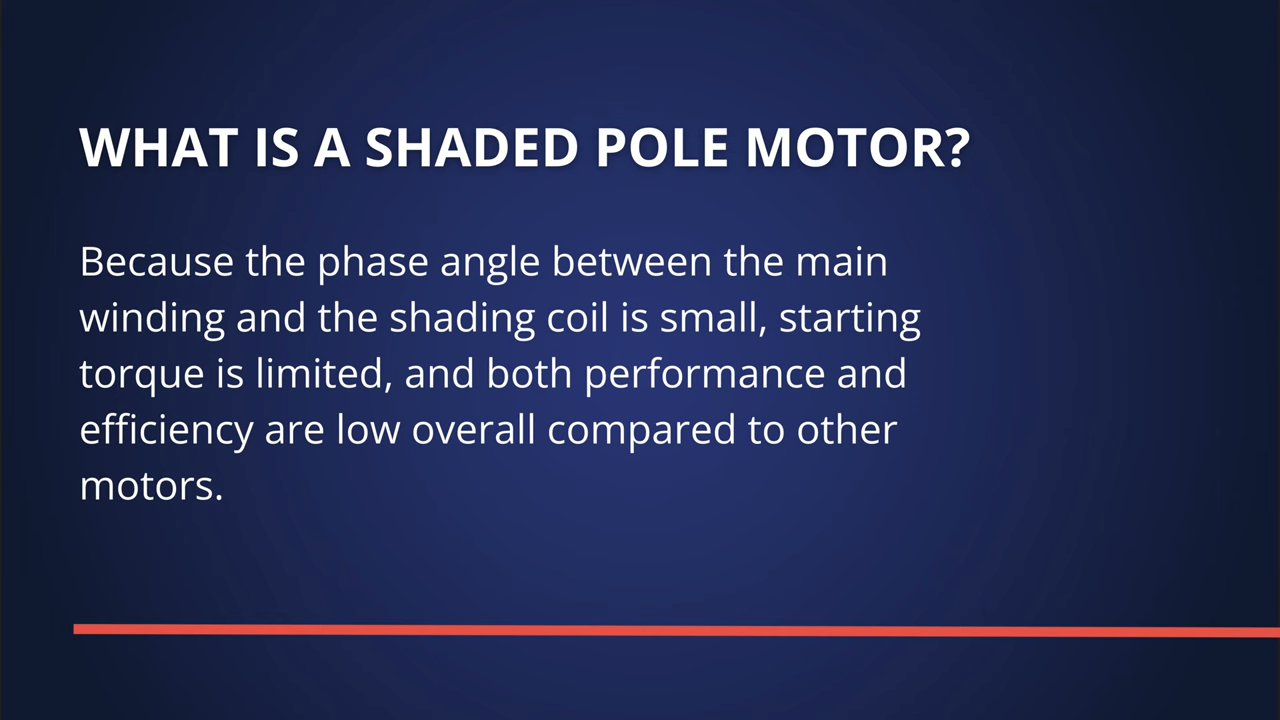 WHAT IS A SHADED POLE MOTOR?
Because the phase angle between the main
winding and the shading coil is small, starting
torque is limited, and both performance and
efficiency are low overall compared to other
motors.